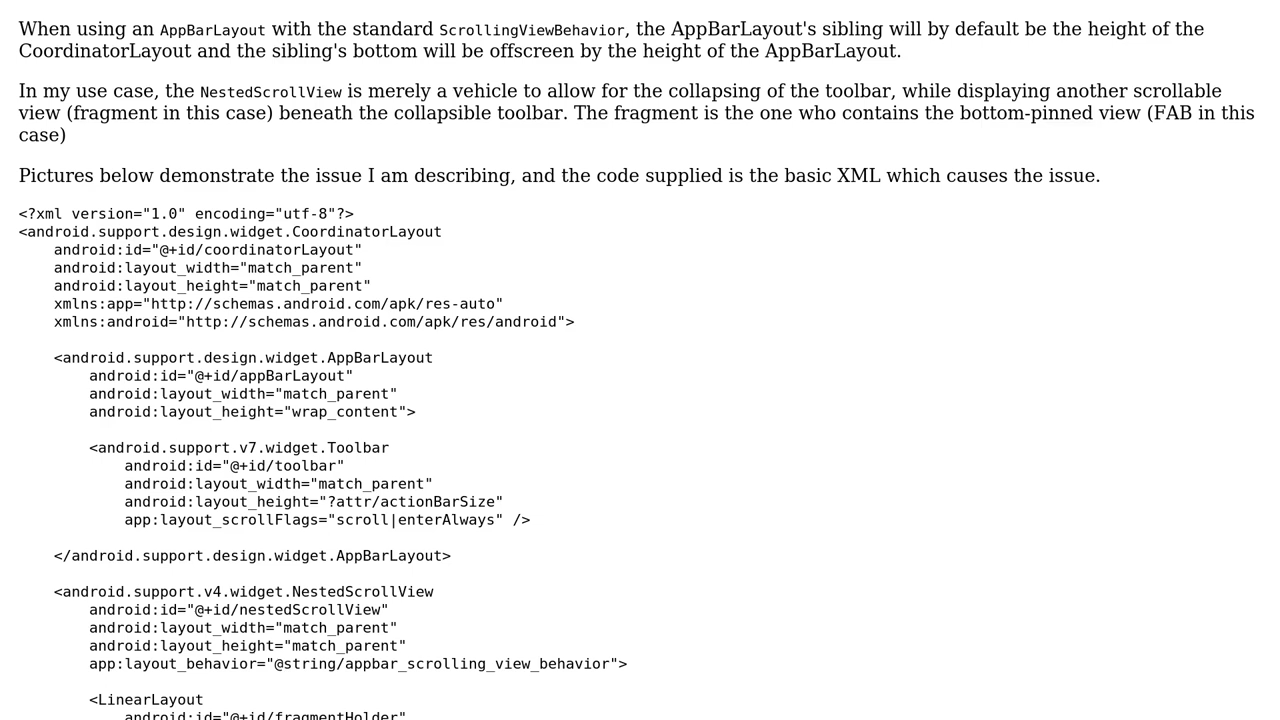 When using an AppBarLayout with the standard ScrollingViewBehavior, the AppBarLayout's sibling will by default be the height of the
CoordinatorLayout and the sibling's bottom will be offscreen by the height of the AppBarLayout.
In my use case, the NestedScrollView is merely a vehicle to allow for the collapsing of the toolbar, while displaying another scrollable
view (fragment in this case) beneath the collapsible toolbar. The fragment is the one who contains the bottom-pinned view (FAB in this
case)
Pictures below demonstrate the issue I am describing, and the code supplied is the basic XML which causes the issue.
<?xml version="1.0" encoding="utf-8"?>
<android.support.design.widget.CoordinatorLayout
    android:id="@+id/coordinatorLayout"
    android:layout_width="match_parent"
    android:layout_height="match_parent"
    xmlns:app="http://schemas.android.com/apk/res-auto"
    xmlns:android="http://schemas.android.com/apk/res/android">
    <android.support.design.widget.AppBarLayout
        android:id="@+id/appBarLayout"
        android:layout_width="match_parent"
        android:layout_height="wrap_content">
        <android.support.v7.widget.Toolbar
            android:id="@+id/toolbar"
            android:layout_width="match_parent"
            android:layout_height="?attr/actionBarSize"
            app:layout_scrollFlags="scroll|enterAlways" />
    </android.support.design.widget.AppBarLayout>
    <android.support.v4.widget.NestedScrollView
        android:id="@+id/nestedScrollView"
        android:layout_width="match_parent"
        android:layout_height="match_parent"
        app:layout_behavior="@string/appbar_scrolling_view_behavior">
        <LinearLayout
            android:id="@+id/fragmentHolder"